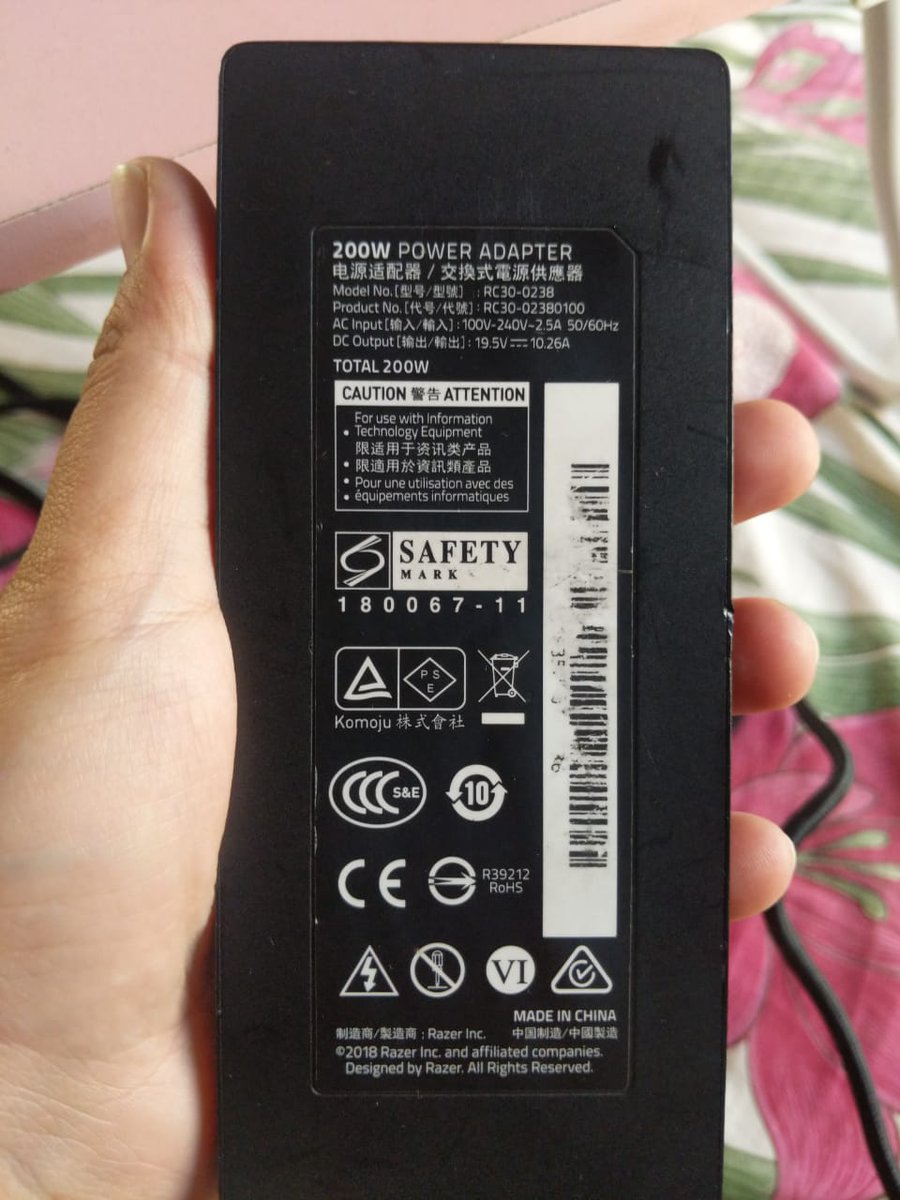 200W POWER ADAPTER
电源适配器 / 交換式電源供應器
Model No.[型号/型號] : RC30-0238
Product No.[代号/代號] : RC30-02380100
AC Input[输入/輸入] : 100V-240V~2.5A 50/60Hz
DC Output[输出/輸出] : 19.5V⎓10.26A
TOTAL 200W
CAUTION 警告 ATTENTION
For use with Information
• Technology Equipment
限适用于资讯类产品
• 限適用於資訊類產品
• Pour une utilisation avec des
• équipements informatiques
SAFETY
MARK
180067-11
PS
E
Komoju 株式會社
CCC S&E
10
CE
R39212
RoHS
VI
MADE IN CHINA
制造商/製造商 : Razer Inc. 中国制造/中國製造
©2018 Razer Inc. and affiliated companies.
Designed by Razer. All Rights Reserved.